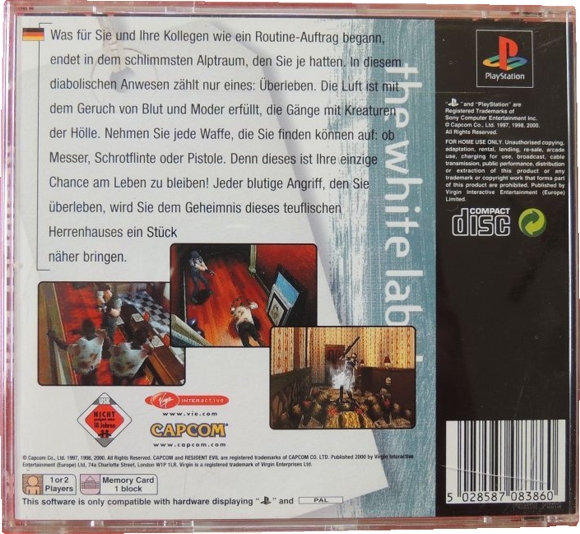 Was für Sie und Ihre Kollegen wie ein Routine-Auftrag begann,
endet in dem schlimmsten Alptraum, den Sie je hatten. In diesem
diabolischen Anwesen zählt nur eines: Überleben. Die Luft ist mit
dem Geruch von Blut und Moder erfüllt, die Gänge mit Kreaturen
der Hölle. Nehmen Sie jede Waffe, die Sie finden können auf: ob
Messer, Schrotflinte oder Pistole. Denn dieses ist Ihre einzige
Chance am Leben zu bleiben! Jeder blutige Angriff, den Sie
überleben, wird Sie dem Geheimnis dieses teuflischen
Herrenhauses ein Stück
näher bringen.
the white label
PlayStation
" " and "PlayStation" are
Registered Trademarks of
Sony Computer Entertainment Inc.
© Capcom Co., Ltd. 1997, 1998, 2000.
All Rights Reserved.
FOR HOME USE ONLY. Unauthorised copying,
adaptation, rental, lending, re-sale, arcade
use, charging for use, broadcast, cable
transmission, public performance, distribution
or extraction of this product or any
trademark or copyright work that forms part
of this product are prohibited. Published by
Virgin Interactive Entertainment (Europe)
Limited.
COMPACT
disc
NICHT
18 Jahren
Virgin INTERACTIVE
www.vie.com
CAPCOM
www.capcom.com
© Capcom Co., Ltd. 1997, 1998, 2000. All Rights Reserved. CAPCOM and RESIDENT EVIL are registered trademarks of CAPCOM CO. LTD. Published 2000 by Virgin Interactive
Entertainment (Europe) Ltd, 74a Charlotte Street, London W1P 1LR. Virgin is a registered trademark of Virgin Enterprises Ltd.
1 or 2
Players
Memory Card
1 block
This software is only compatible with hardware displaying " " and PAL
5 028587 083860